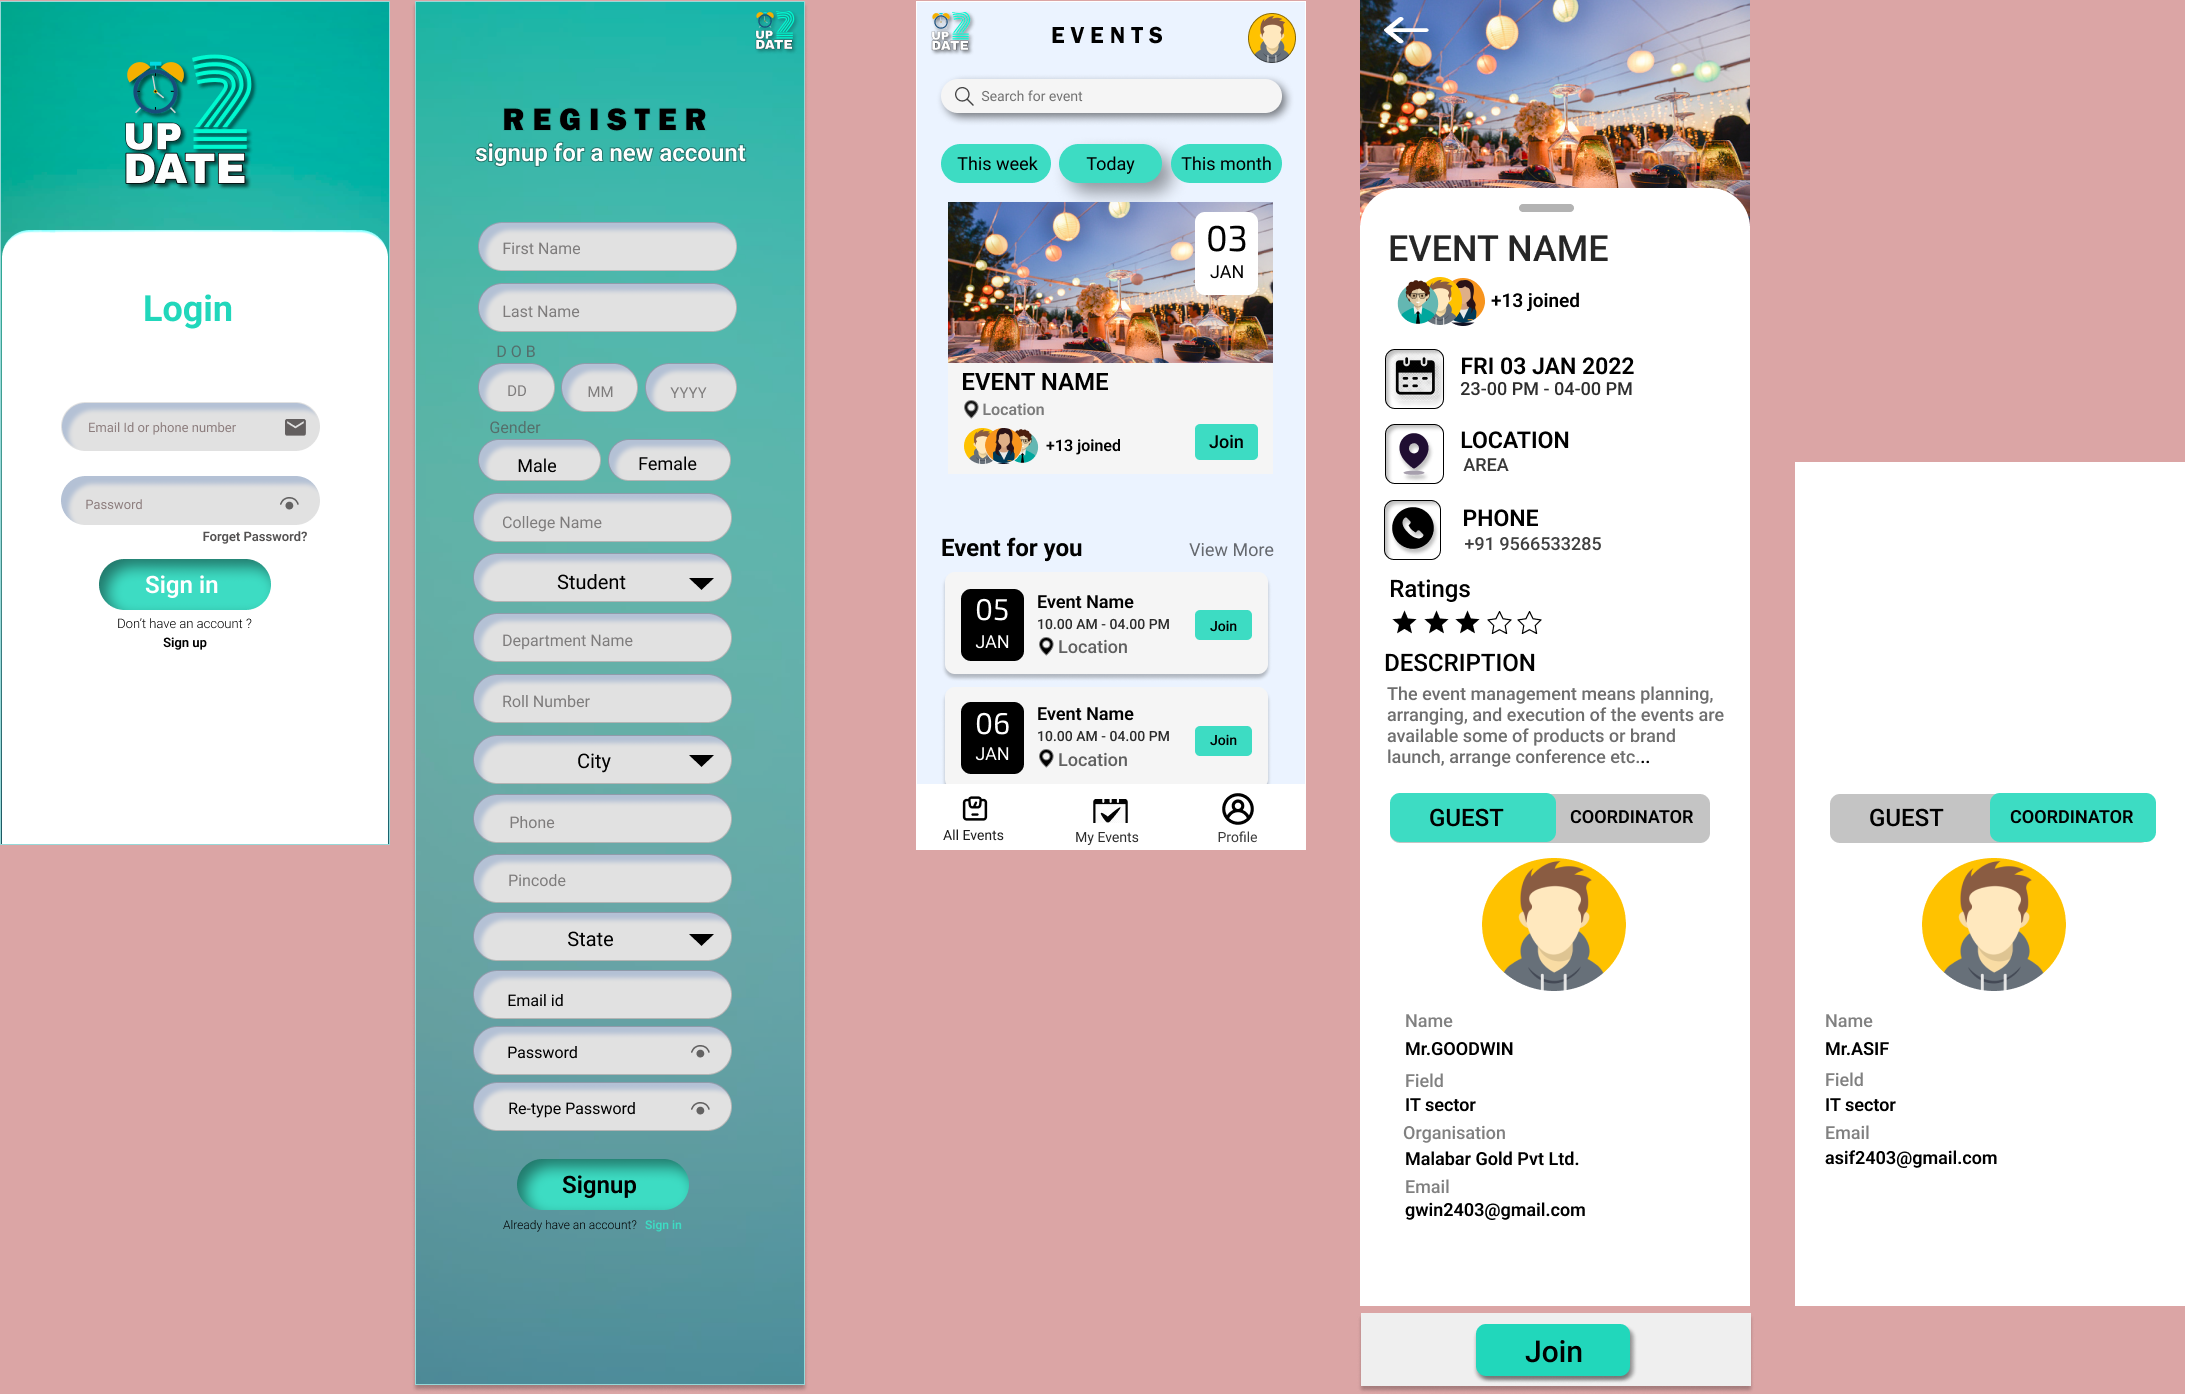 UP 2
DATE
Login
Email Id or phone number
Password
Forget Password?
Sign in
Don't have an account ?
Sign up
UP 2
DATE
REGISTER
signup for a new account
First Name
Last Name
D O B
DD MM YYYY
Gender
Male Female
College Name
Student
Department Name
Roll Number
City
Phone
Pincode
State
Email id
Password
Re-type Password
Signup
Already have an account? Sign in
UP 2
DATE
EVENTS
Search for event
This week Today This month
03
JAN
EVENT NAME
Location
+13 joined
Join
Event for you View More
05
JAN
Event Name
10.00 AM - 04.00 PM
Location
Join
06
JAN
Event Name
10.00 AM - 04.00 PM
Location
Join
All Events My Events Profile
EVENT NAME
+13 joined
FRI 03 JAN 2022
23-00 PM - 04-00 PM
LOCATION
AREA
PHONE
+91 9566533285
Ratings
DESCRIPTION
The event management means planning,
arranging, and execution of the events are
available some of products or brand
launch, arrange conference etc...
GUEST COORDINATOR
Name
Mr.GOODWIN
Field
IT sector
Organisation
Malabar Gold Pvt Ltd.
Email
gwin2403@gmail.com
Join
GUEST COORDINATOR
Name
Mr.ASIF
Field
IT sector
Email
asif2403@gmail.com